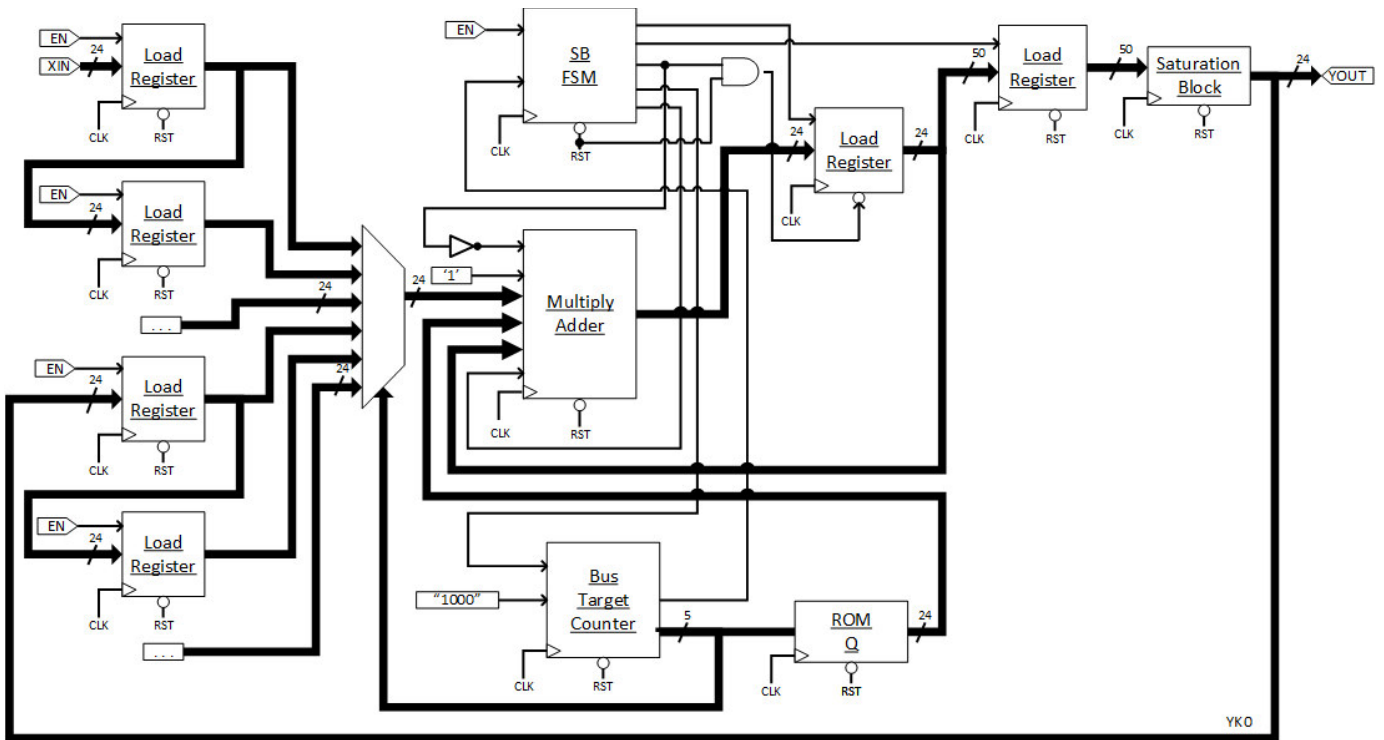 EN
XIN
24
Load
Register
CLK
RST
EN
24
Load
Register
CLK
RST
24
...
EN
24
Load
Register
CLK
RST
24
EN
24
Load
Register
CLK
RST
...
24
EN
SB
FSM
CLK
RST
'1'
Multiply
Adder
CLK
RST
24
Load
Register
24
CLK
50
Load
Register
CLK
RST
50
Saturation
Block
CLK
RST
24
YOUT
"1000"
Bus
Target
Counter
CLK
RST
5
ROM
Q
24
CLK
RST
YK0